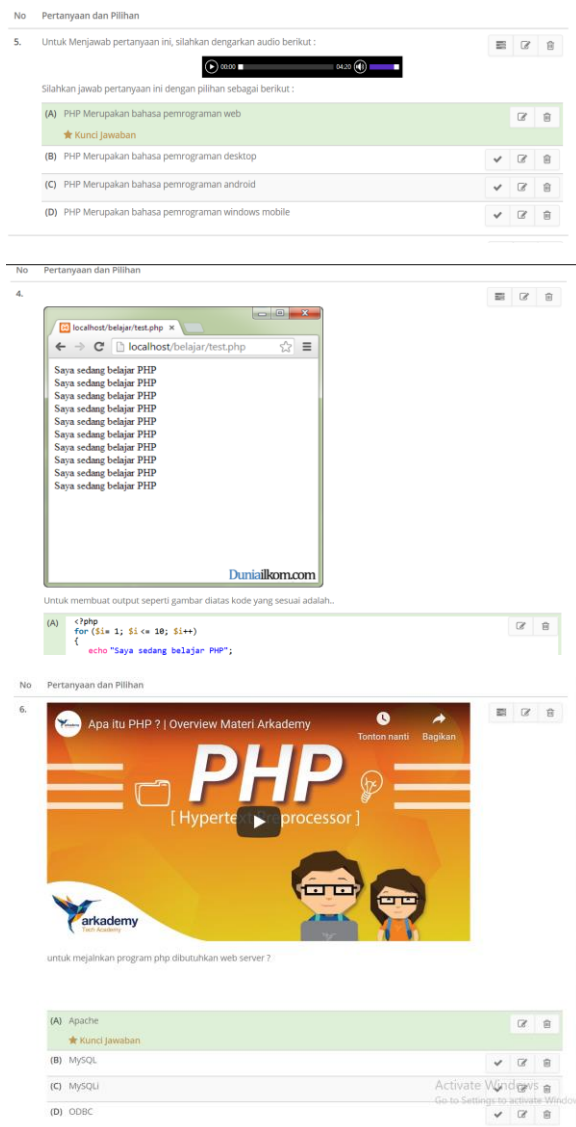 No Pertanyaan dan Pilihan
5. Untuk Menjawab pertanyaan ini, silahkan dengarkan audio berikut :
00:00 04:20
Silahkan jawab pertanyaan ini dengan pilihan sebagai berikut :
(A) PHP Merupakan bahasa pemrograman web
Kunci Jawaban
(B) PHP Merupakan bahasa pemrograman desktop
(C) PHP Merupakan bahasa pemrograman android
(D) PHP Merupakan bahasa pemrograman windows mobile
No Pertanyaan dan Pilihan
4.
localhost/belajar/test.php
localhost/belajar/test.php
Saya sedang belajar PHP
Saya sedang belajar PHP
Saya sedang belajar PHP
Saya sedang belajar PHP
Saya sedang belajar PHP
Saya sedang belajar PHP
Saya sedang belajar PHP
Saya sedang belajar PHP
Saya sedang belajar PHP
Saya sedang belajar PHP
Duniailkom.com
Untuk membuat output seperti gambar diatas kode yang sesuai adalah..
(A) <?php
for ($i= 1; $i <= 10; $i++)
{
echo "Saya sedang belajar PHP";
No Pertanyaan dan Pilihan
6.
Apa itu PHP ? | Overview Materi Arkademy
Tonton nanti Bagikan
PHP
[ Hypertext Preprocessor ]
arkademy
Tech Academy
untuk mejalnkan program php dibutuhkan web server ?
(A) Apache
Kunci Jawaban
(B) MySQL
(C) MySQLi
(D) ODBC
Activate Windows
Go to Settings to activate Window